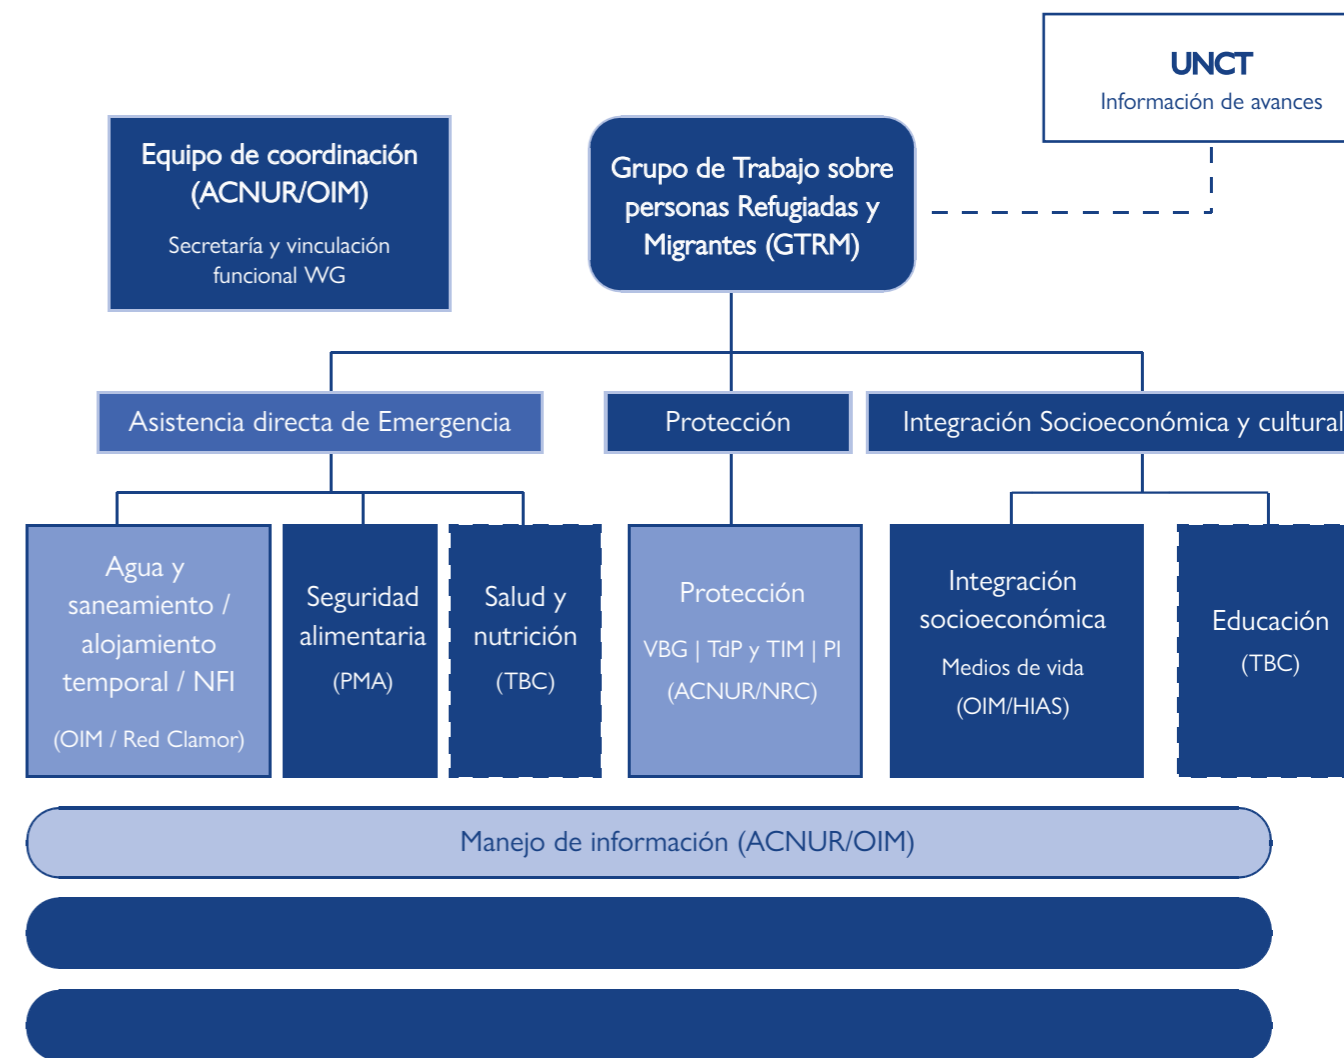 UNCT
Información de avances
Equipo de coordinación
(ACNUR/OIM)
Secretaría y vinculación
funcional WG
Grupo de Trabajo sobre
personas Refugiadas y
Migrantes (GTRM)
Asistencia directa de Emergencia
Protección
Integración Socioeconómica y cultural
Agua y
saneamiento /
alojamiento
temporal / NFI
(OIM / Red Clamor)
Seguridad
alimentaria
(PMA)
Salud y
nutrición
(TBC)
Protección
VBG | TdP y TIM | PI
(ACNUR/NRC)
Integración
socioeconómica
Medios de vida
(OIM/HIAS)
Educación
(TBC)
Manejo de información (ACNUR/OIM)